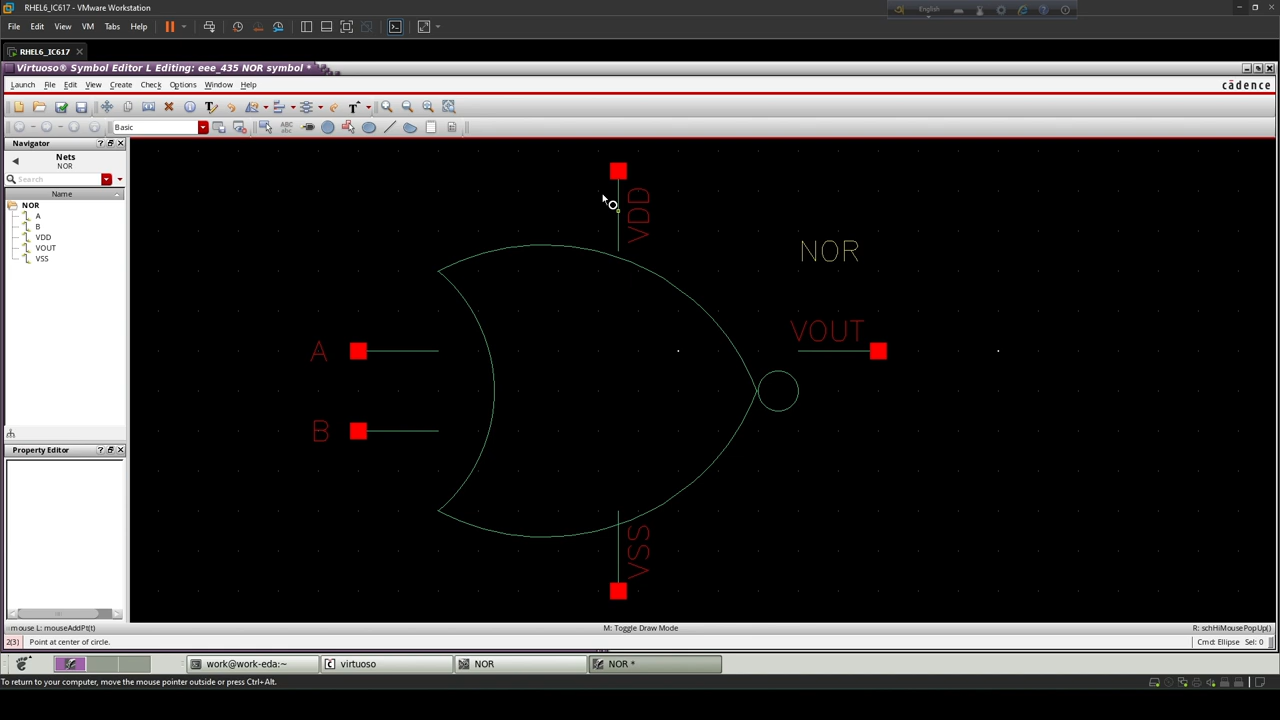 RHEL6_IC617 - VMware Workstation
English
File Edit View VM Tabs Help
RHEL6_IC617
Virtuoso® Symbol Editor L Editing: eee_435 NOR symbol *
Launch File Edit View Create Check Options Window Help
cādence
Basic
Navigator
Nets
NOR
Search
Name
NOR
A
B
VDD
VOUT
VSS
Property Editor
VDD
NOR
VOUT
A
B
VSS
mouse L: mouseAddPt(t)
M: Toggle Draw Mode
R: schHiMousePopUp()
2(3) Point at center of circle.
Cmd: Ellipse Sel: 0
work@work-eda:~
virtuoso
NOR
NOR *
To return to your computer, move the mouse pointer outside or press Ctrl+Alt.